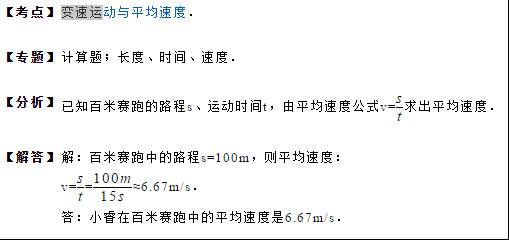 【考点】变速运动与平均速度.
【专题】计算题；长度、时间、速度.
【分析】已知百米赛跑的路程s、运动时间t，由平均速度公式v=s/t求出平均速度.
【解答】解：百米赛跑中的路程s=100m，则平均速度：
v=s/t=100m/15s≈6.67m/s.
答：小睿在百米赛跑中的平均速度是6.67m/s.